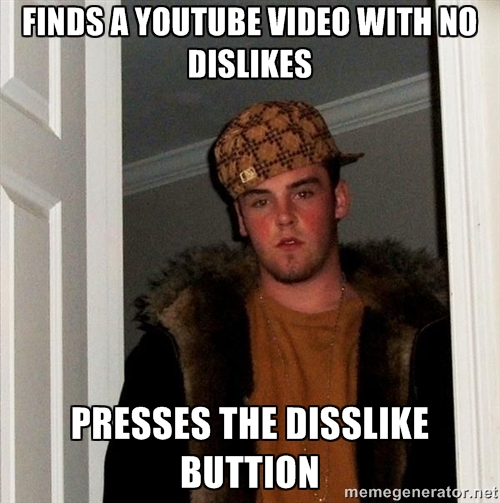 FINDS A YOUTUBE VIDEO WITH NO
DISLIKES
PRESSES THE DISSLIKE
BUTTION
memegenerator.net